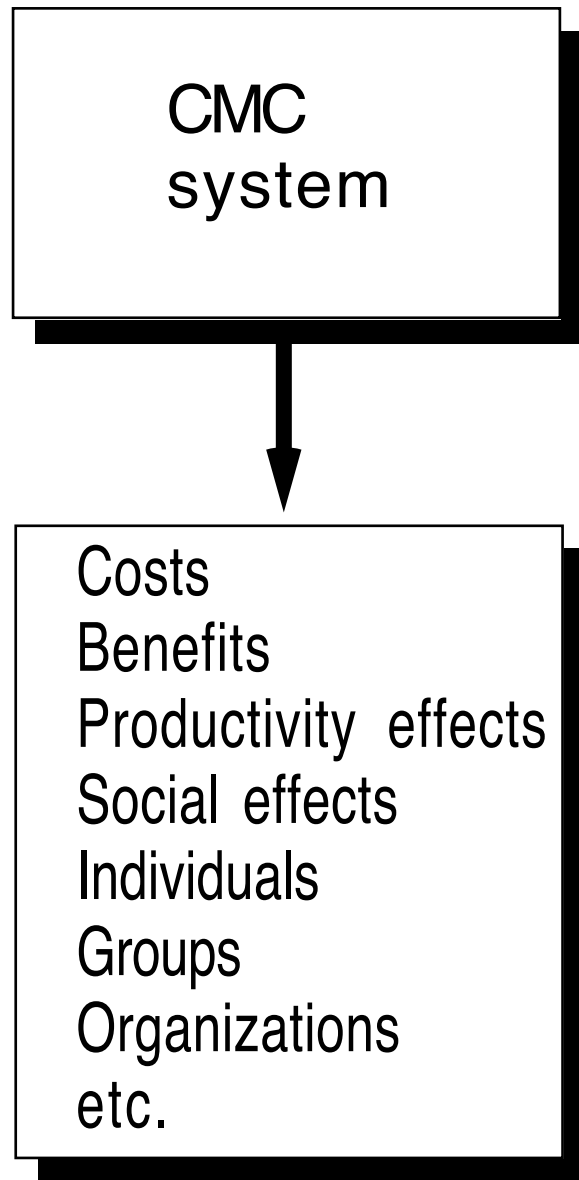 CMC
system
Costs
Benefits
Productivity effects
Social effects
Individuals
Groups
Organizations
etc.